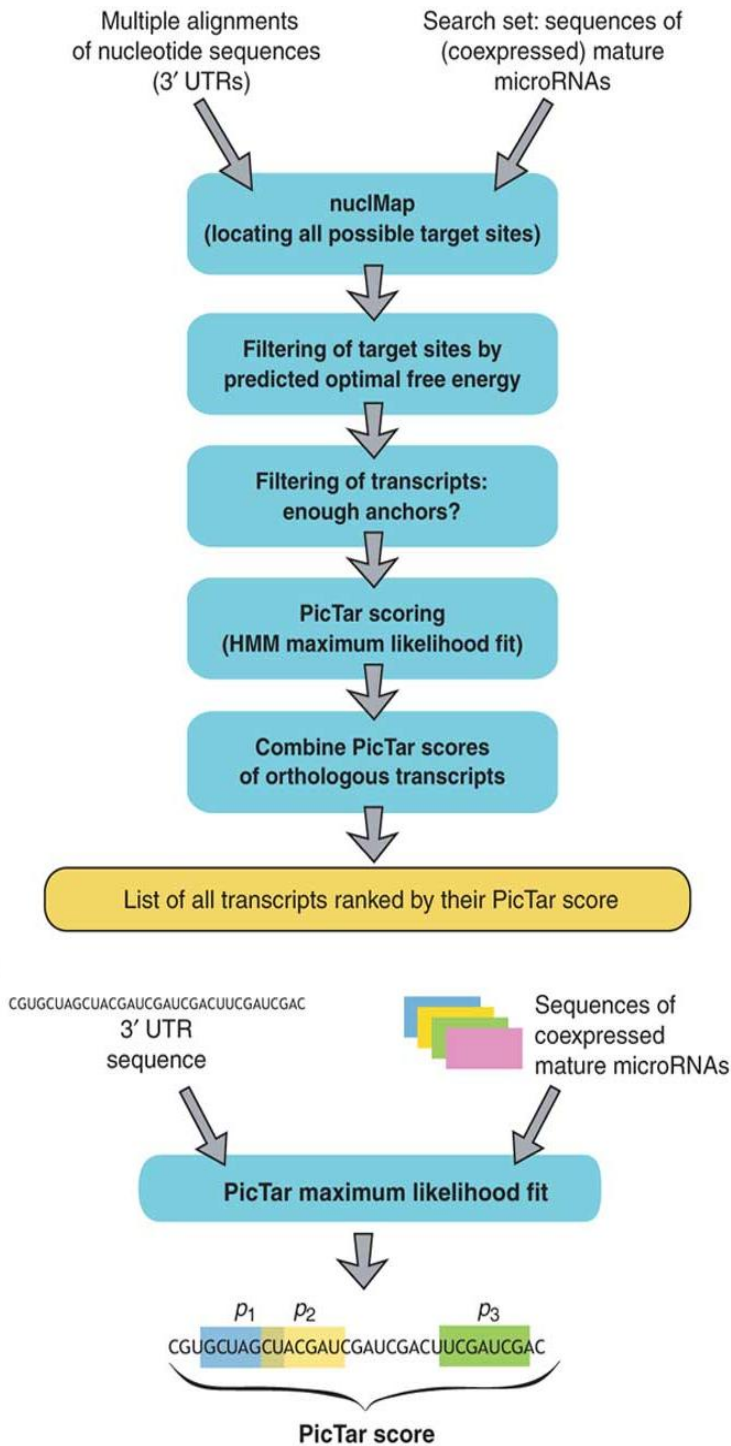 Multiple alignments
of nucleotide sequences
(3′ UTRs)
Search set: sequences of
(coexpressed) mature
microRNAs
nuclMap
(locating all possible target sites)
Filtering of target sites by
predicted optimal free energy
Filtering of transcripts:
enough anchors?
PicTar scoring
(HMM maximum likelihood fit)
Combine PicTar scores
of orthologous transcripts
List of all transcripts ranked by their PicTar score
CGUGCUAGCUACGAUCGAUCGACUUCGAUCGAC
3′ UTR
sequence
Sequences of
coexpressed
mature microRNAs
PicTar maximum likelihood fit
p1 p2 p3
CGUGCUAGCUACGAUCGAUCGACUUCGAUCGAC
PicTar score